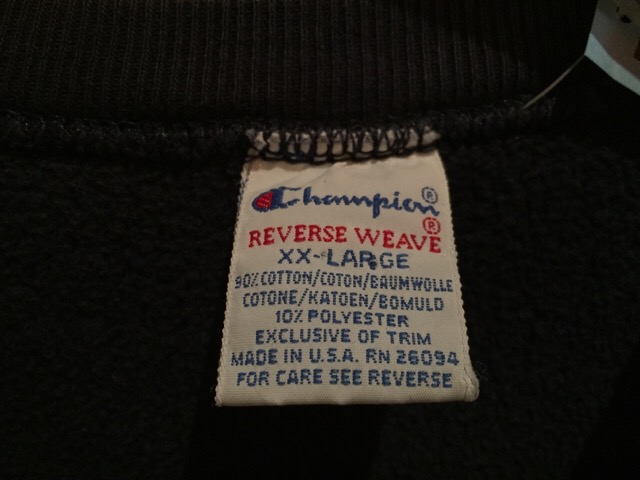 Champion®
REVERSE WEAVE®
XX-LARGE
90% COTTON/COTON/BAUMWOLLE
COTONE/KATOEN/BOMULD
10% POLYESTER
EXCLUSIVE OF TRIM
MADE IN U.S.A. RN 26094
FOR CARE SEE REVERSE